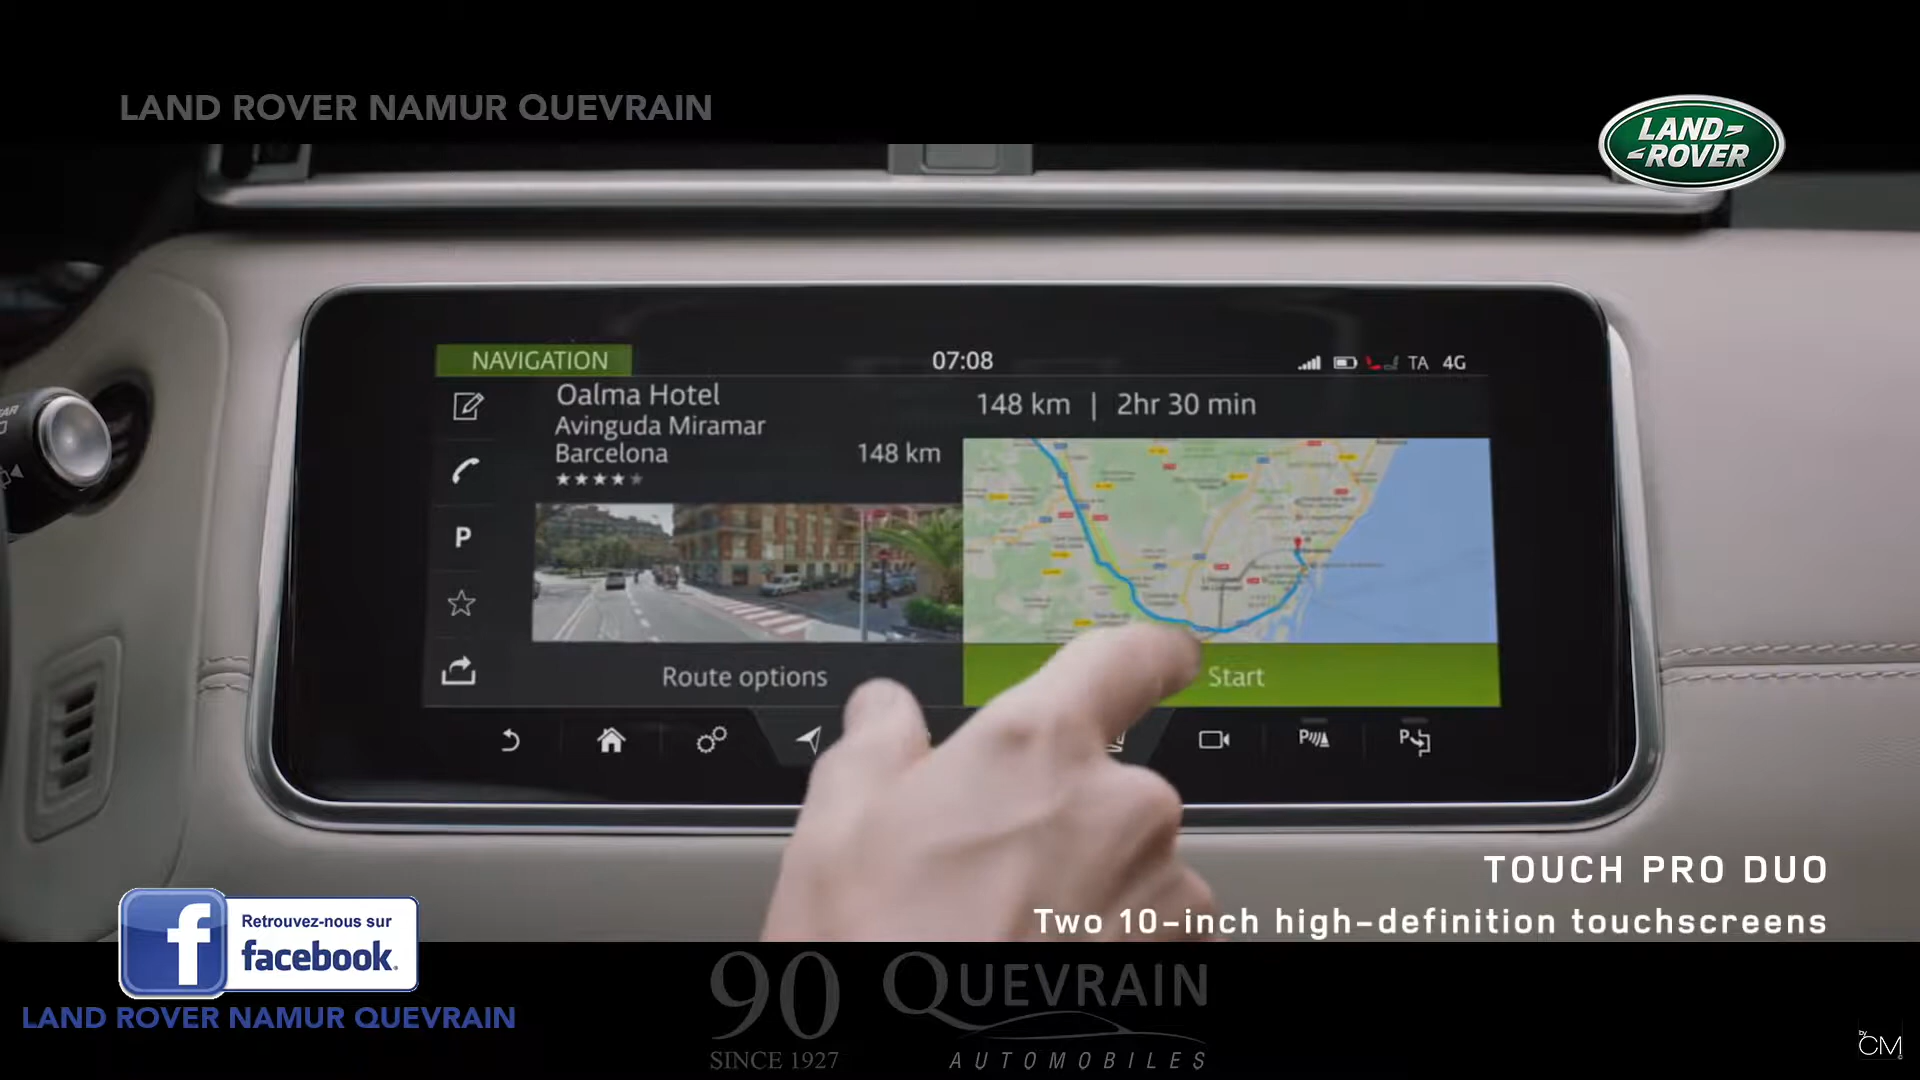 LAND ROVER NAMUR QUEVRAIN
LAND-
-ROVER
NAVIGATION
07:08
TA 4G
Oalma Hotel
Avinguda Miramar
Barcelona
148 km
148 km | 2hr 30 min
P
Route options
Start
P
P
TOUCH PRO DUO
Two 10-inch high-definition touchscreens
f
Retrouvez-nous sur
facebook.
LAND ROVER NAMUR QUEVRAIN
90
SINCE 1927
QUEVRAIN
AUTOMOBILES
by
CM